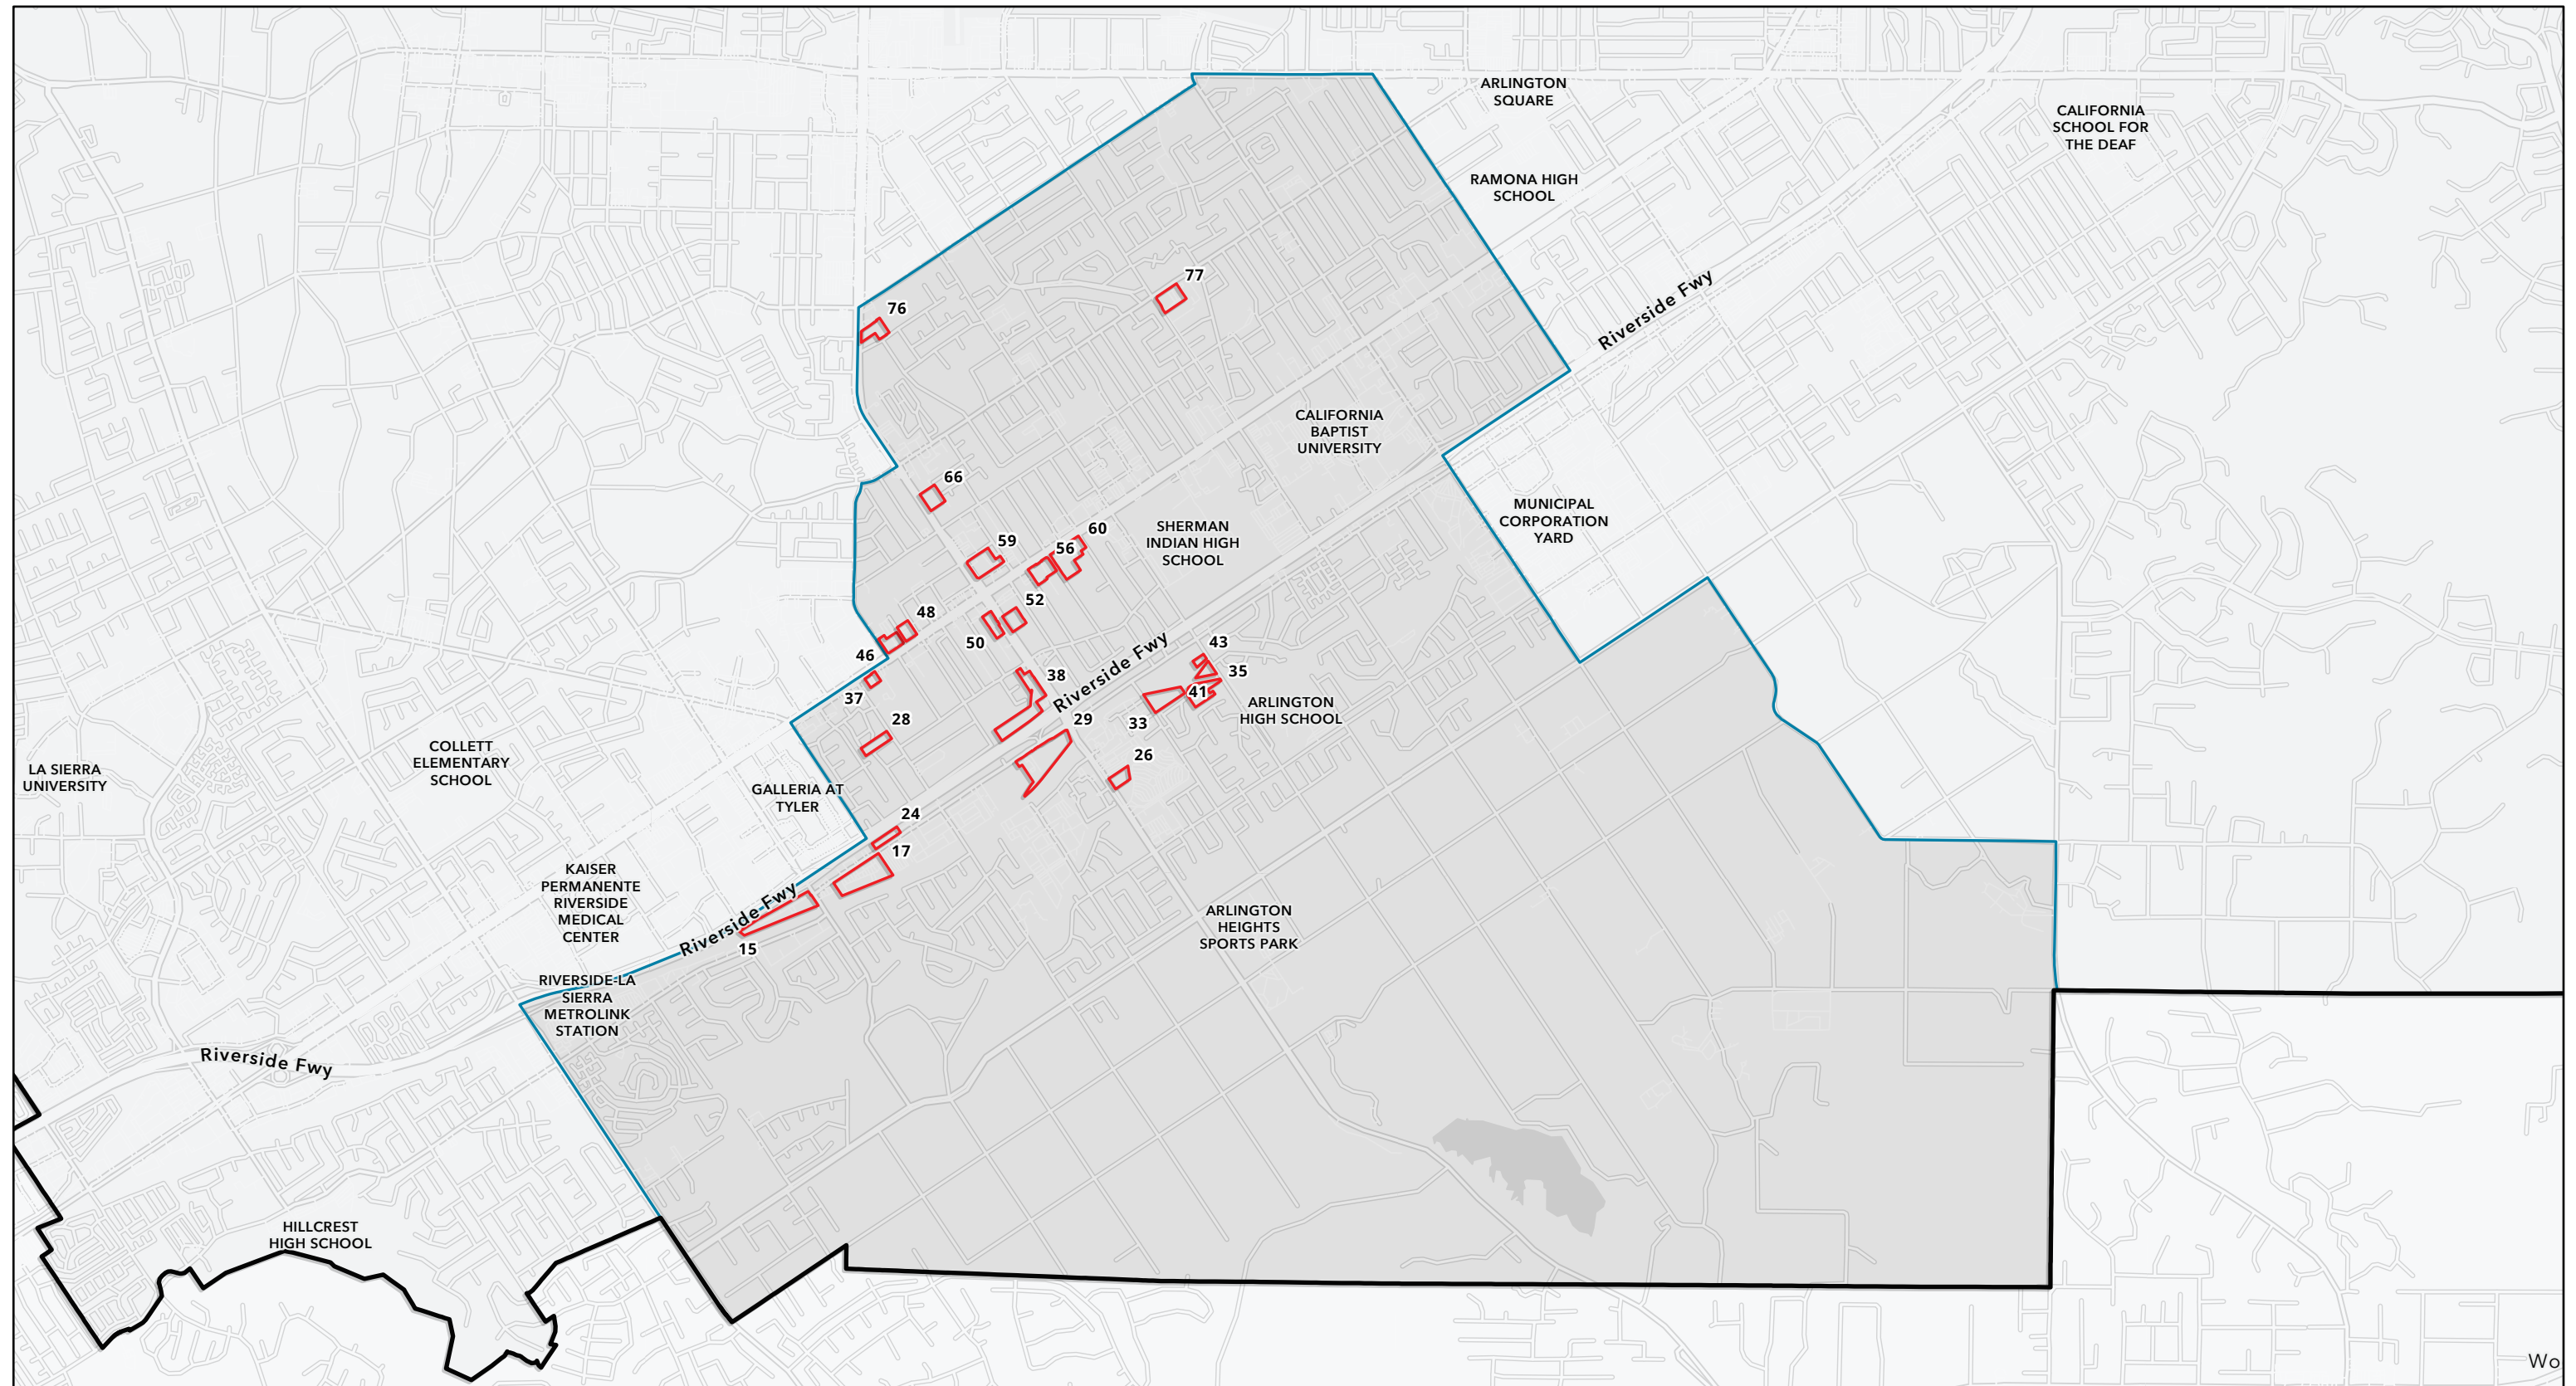 ARLINGTON
SQUARE
CALIFORNIA
SCHOOL FOR
THE DEAF
RAMONA HIGH
SCHOOL
77
Riverside Fwy
76
CALIFORNIA
BAPTIST
UNIVERSITY
66
MUNICIPAL
CORPORATION
YARD
60
SHERMAN
INDIAN HIGH
SCHOOL
59
56
52
48
50
46
43
35
38
Riverside Fwy
37
41
ARLINGTON
HIGH SCHOOL
33
29
28
26
COLLETT
ELEMENTARY
SCHOOL
LA SIERRA
UNIVERSITY
GALLERIA AT
TYLER
24
17
KAISER
PERMANENTE
RIVERSIDE
MEDICAL
CENTER
Riverside Fwy
15
ARLINGTON
HEIGHTS
SPORTS PARK
RIVERSIDE-LA
SIERRA
METROLINK
STATION
Riverside Fwy
HILLCREST
HIGH SCHOOL
Wo